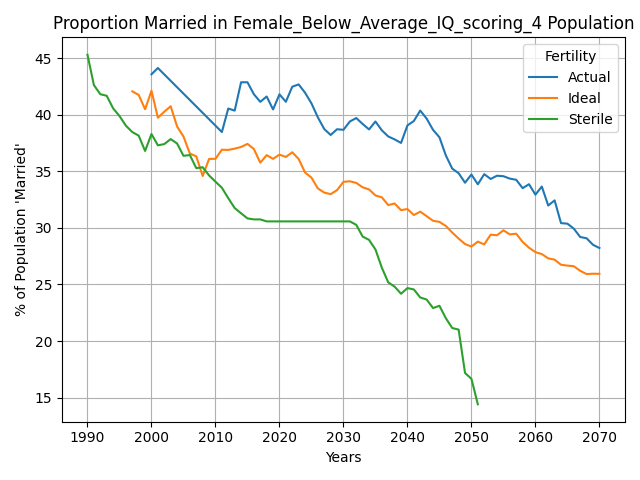 Proportion Married in Female_Below_Average_IQ_scoring_4 Population
% of Population 'Married'
45
40
35
30
25
20
15
Fertility
Actual
Ideal
Sterile
1990 2000 2010 2020 2030 2040 2050 2060 2070
Years